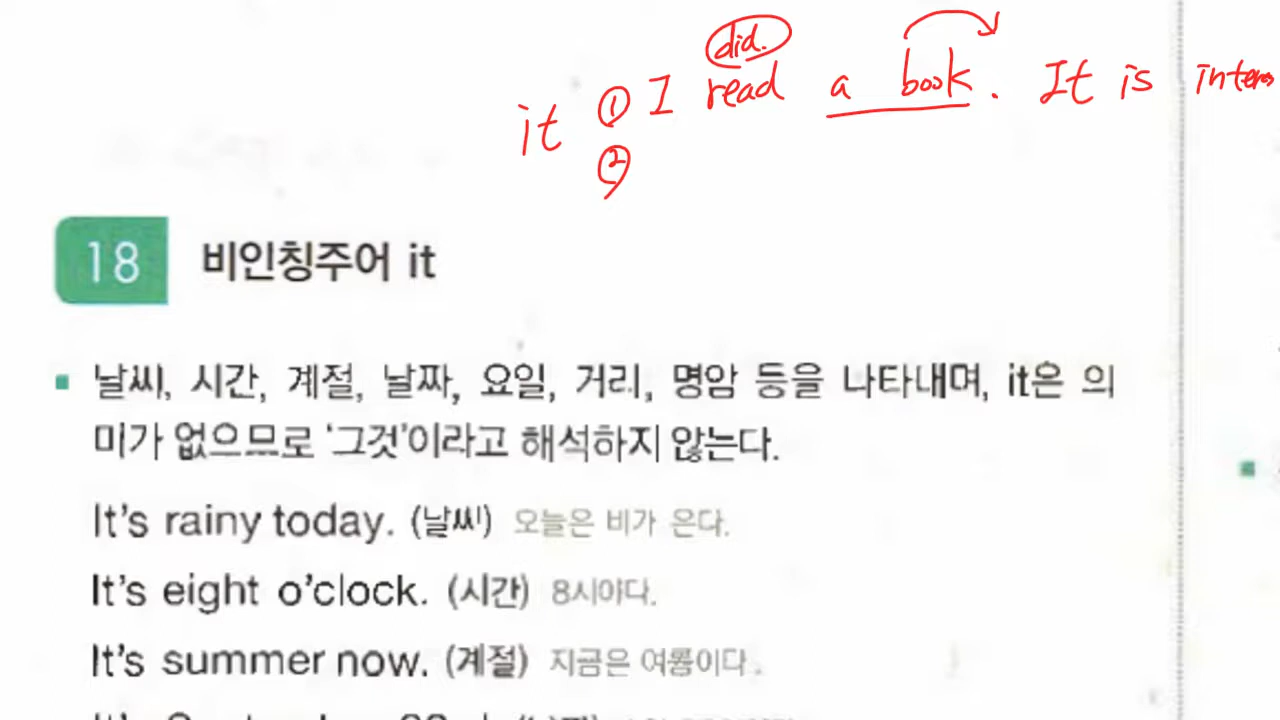 did.
it ① I read a book. It is
②
18 비인칭주어 it
날씨, 시간, 계절, 날짜, 요일, 거리, 명암 등을 나타내며, it은 의
미가 없으므로 ‘그것’이라고 해석하지 않는다.
It’s rainy today. (날씨) 오늘은 비가 온다.
It’s eight o’clock. (시간) 8시이다.
It’s summer now. (계절) 지금은 여름이다.